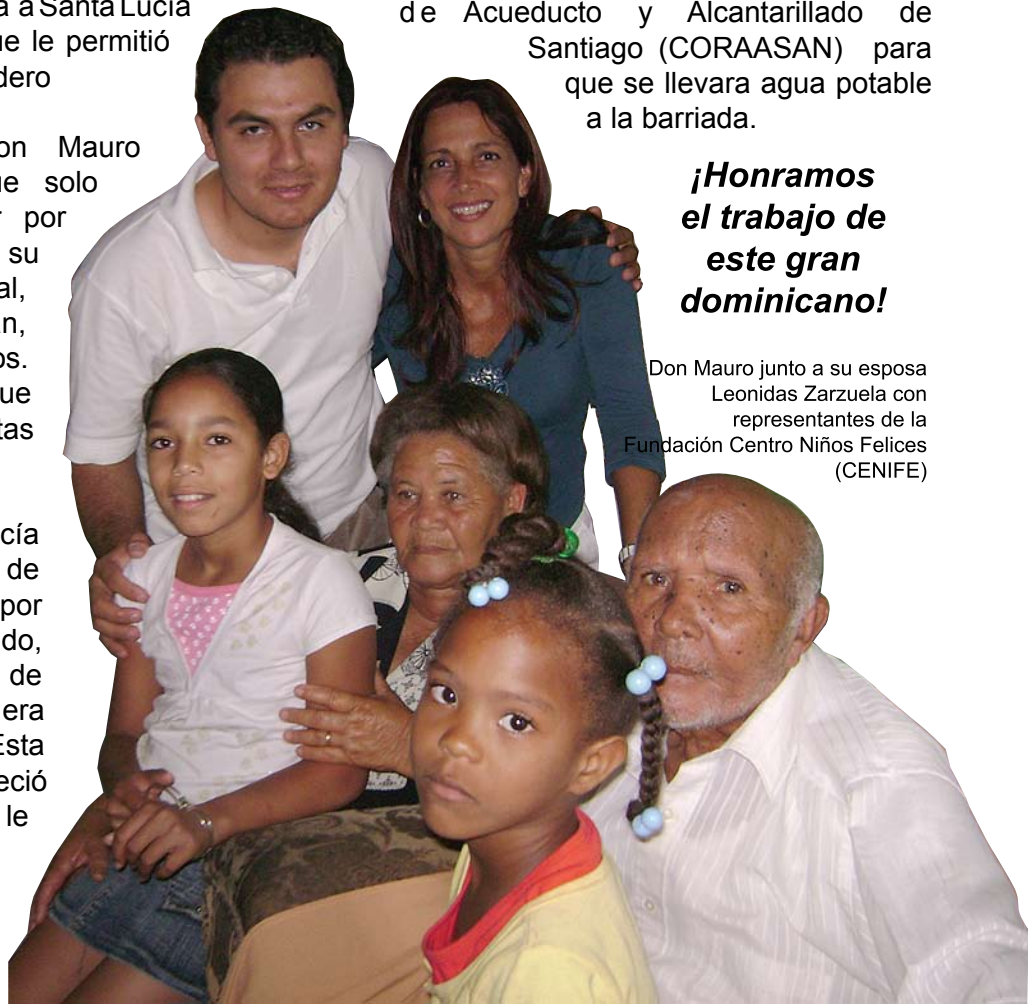 a a Santa Lucía
ue le permitió
dero
on Mauro
ue solo
r por
su
al,
án,
os.
que
tas
cía
de
por
do,
de
era
Esta
eció
le
de Acueducto y Alcantarillado de
Santiago (CORAASAN) para
que se llevara agua potable
a la barriada.
¡Honramos
el trabajo de
este gran
dominicano!
Don Mauro junto a su esposa
Leonidas Zarzuela con
representantes de la
Fundación Centro Niños Felices
(CENIFE)